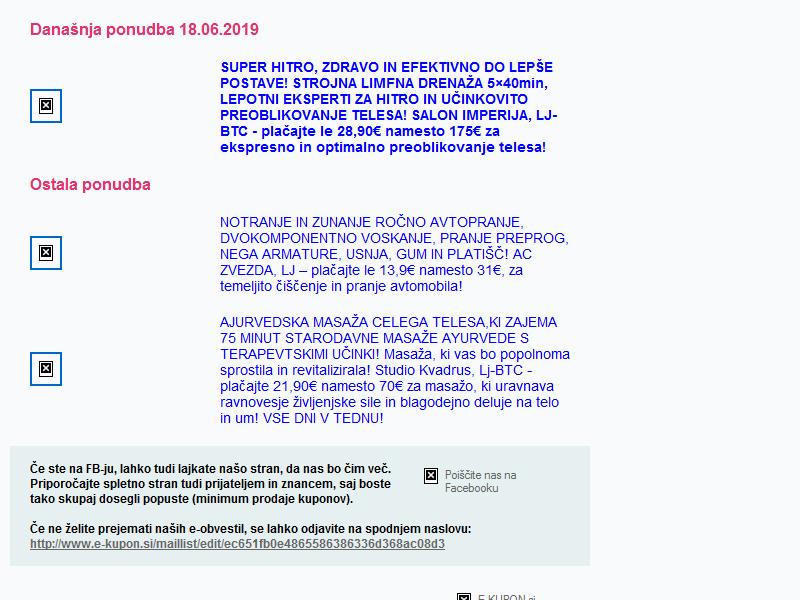 Današnja ponudba 18.06.2019
SUPER HITRO, ZDRAVO IN EFEKTIVNO DO LEPŠE
POSTAVE! STROJNA LIMFNA DRENAŽA 5×40min,
LEPOTNI EKSPERTI ZA HITRO IN UČINKOVITO
PREOBLIKOVANJE TELESA! SALON IMPERIJA, LJ-
BTC - plačajte le 28,90€ namesto 175€ za
ekspresno in optimalno preoblikovanje telesa!
Ostala ponudba
NOTRANJE IN ZUNANJE ROČNO AVTOPRANJE,
DVOKOMPONENTNO VOSKANJE, PRANJE PREPROG,
NEGA ARMATURE, USNJA, GUM IN PLATIŠČ! AC
ZVEZDA, LJ – plačajte le 13,9€ namesto 31€, za
temeljito čiščenje in pranje avtomobila!
AJURVEDSKA MASAŽA CELEGA TELESA,KI ZAJEMA
75 MINUT STARODAVNE MASAŽE AYURVEDE S
TERAPEVTSKIMI UČINKI! Masaža, ki vas bo popolnoma
sprostila in revitalizirala! Studio Kvadrus, Lj-BTC -
plačajte 21,90€ namesto 70€ za masažo, ki uravnava
ravnovesje življenjske sile in blagodejno deluje na telo
in um! VSE DNI V TEDNU!
Če ste na FB-ju, lahko tudi lajkate našo stran, da nas bo čim več.
Priporočajte spletno stran tudi prijateljem in znancem, saj boste
tako skupaj dosegli popuste (minimum prodaje kuponov).
Poiščite nas na
Facebooku
Če ne želite prejemati naših e-obvestil, se lahko odjavite na spodnjem naslovu:
http://www.e-kupon.si/maillist/edit/ec651fb0e4865586386336d368ac08d3
E-KUPON.si